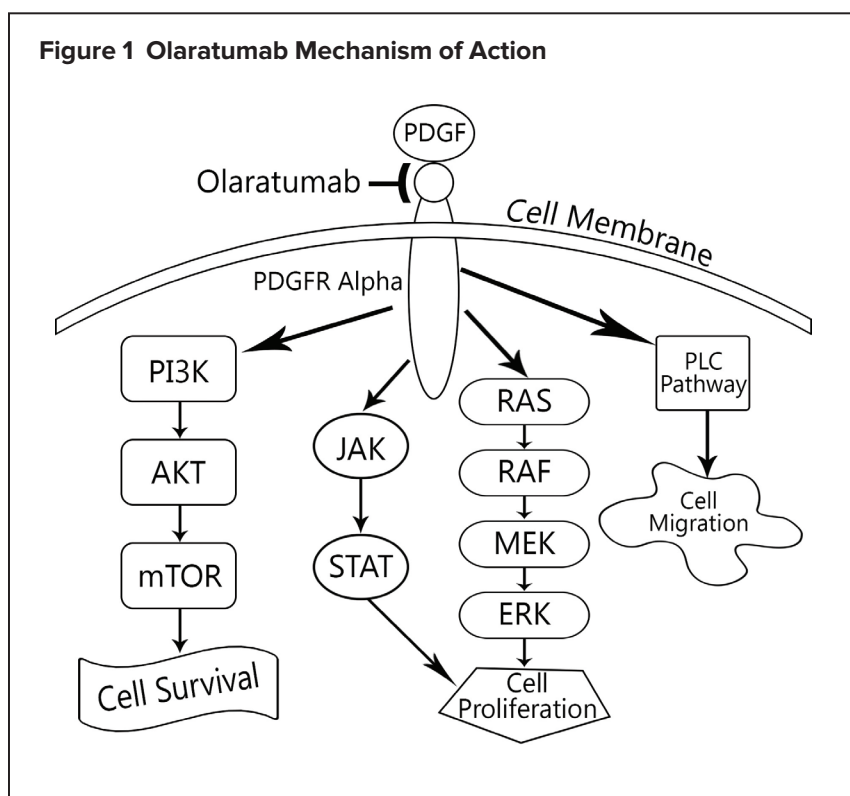 Figure 1 Olaratumab Mechanism of Action
PDGF
Olaratumab
Cell Membrane
PDGFR Alpha
PI3K
AKT
mTOR
Cell Survival
JAK
STAT
RAS
RAF
MEK
ERK
Cell
Proliferation
PLC
Pathway
Cell
Migration